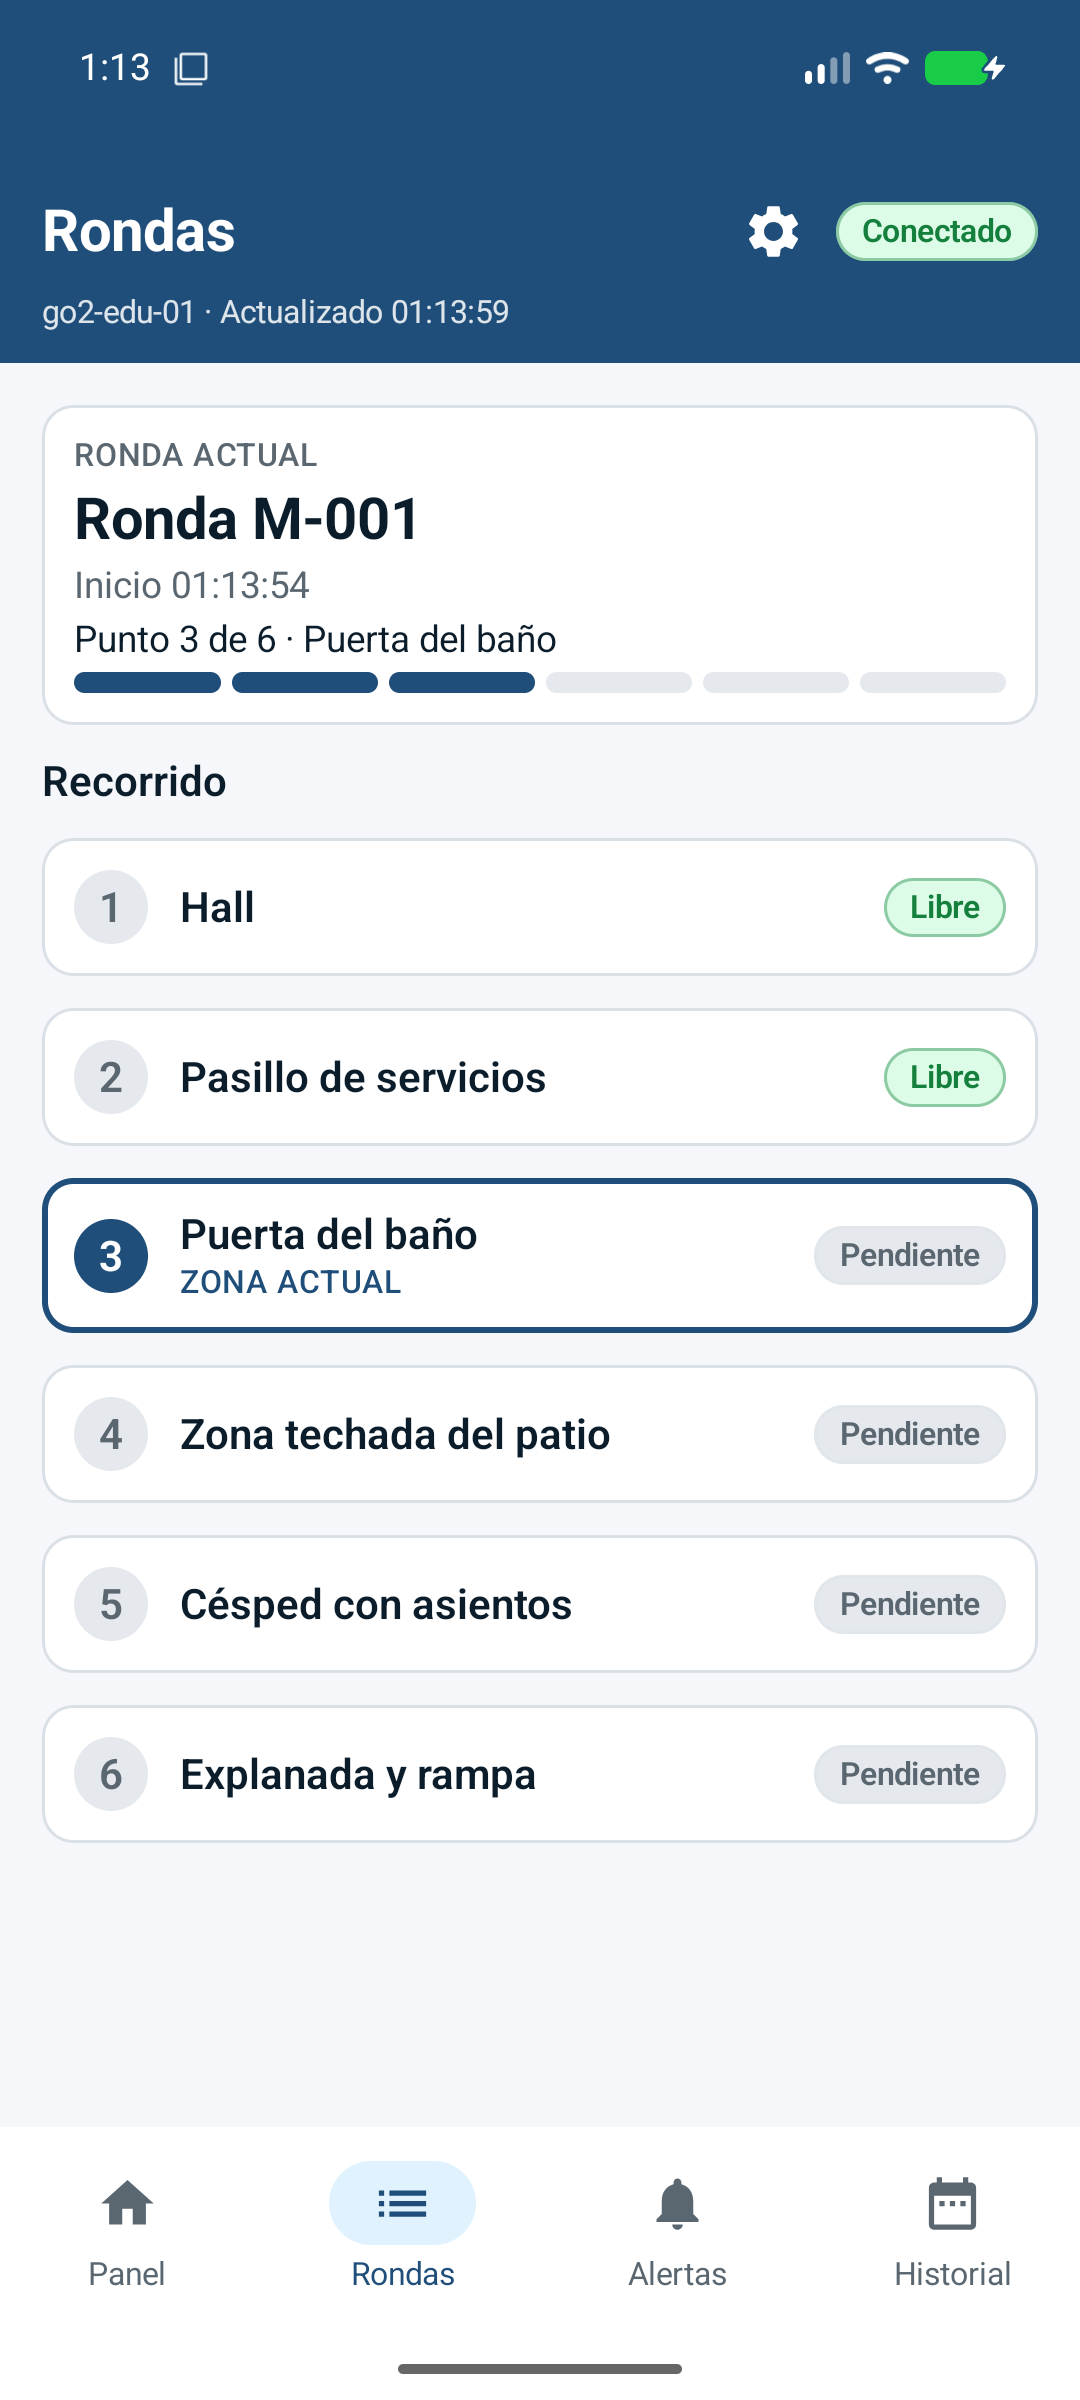 1:13
Rondas
Conectado
go2-edu-01 · Actualizado 01:13:59
RONDA ACTUAL
Ronda M-001
Inicio 01:13:54
Punto 3 de 6 · Puerta del baño
Recorrido
1 Hall Libre
2 Pasillo de servicios Libre
3 Puerta del baño Pendiente
ZONA ACTUAL
4 Zona techada del patio Pendiente
5 Césped con asientos Pendiente
6 Explanada y rampa Pendiente
Panel Rondas Alertas Historial